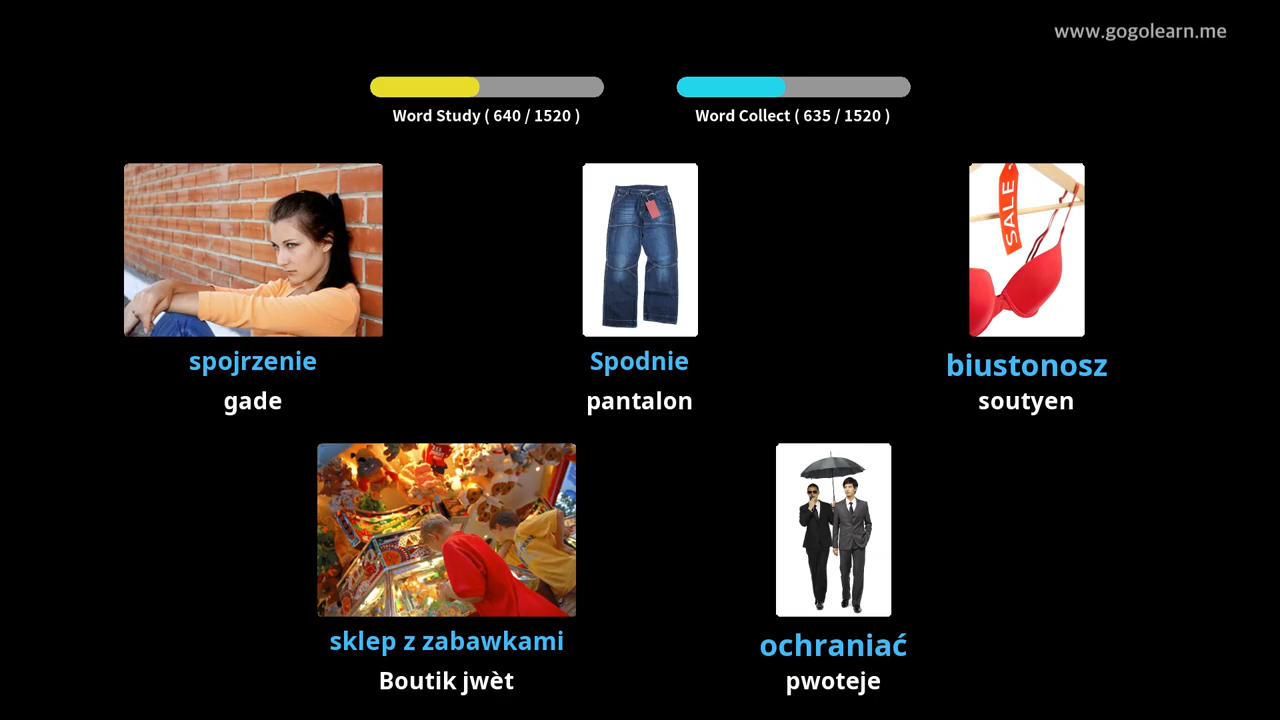 www.gogolearn.me
Word Study ( 640 / 1520 )
Word Collect ( 635 / 1520 )
SALE
spojrzenie
gade
Spodnie
pantalon
biustonosz
soutyen
sklep z zabawkami
Boutik jwèt
ochraniać
pwoteje